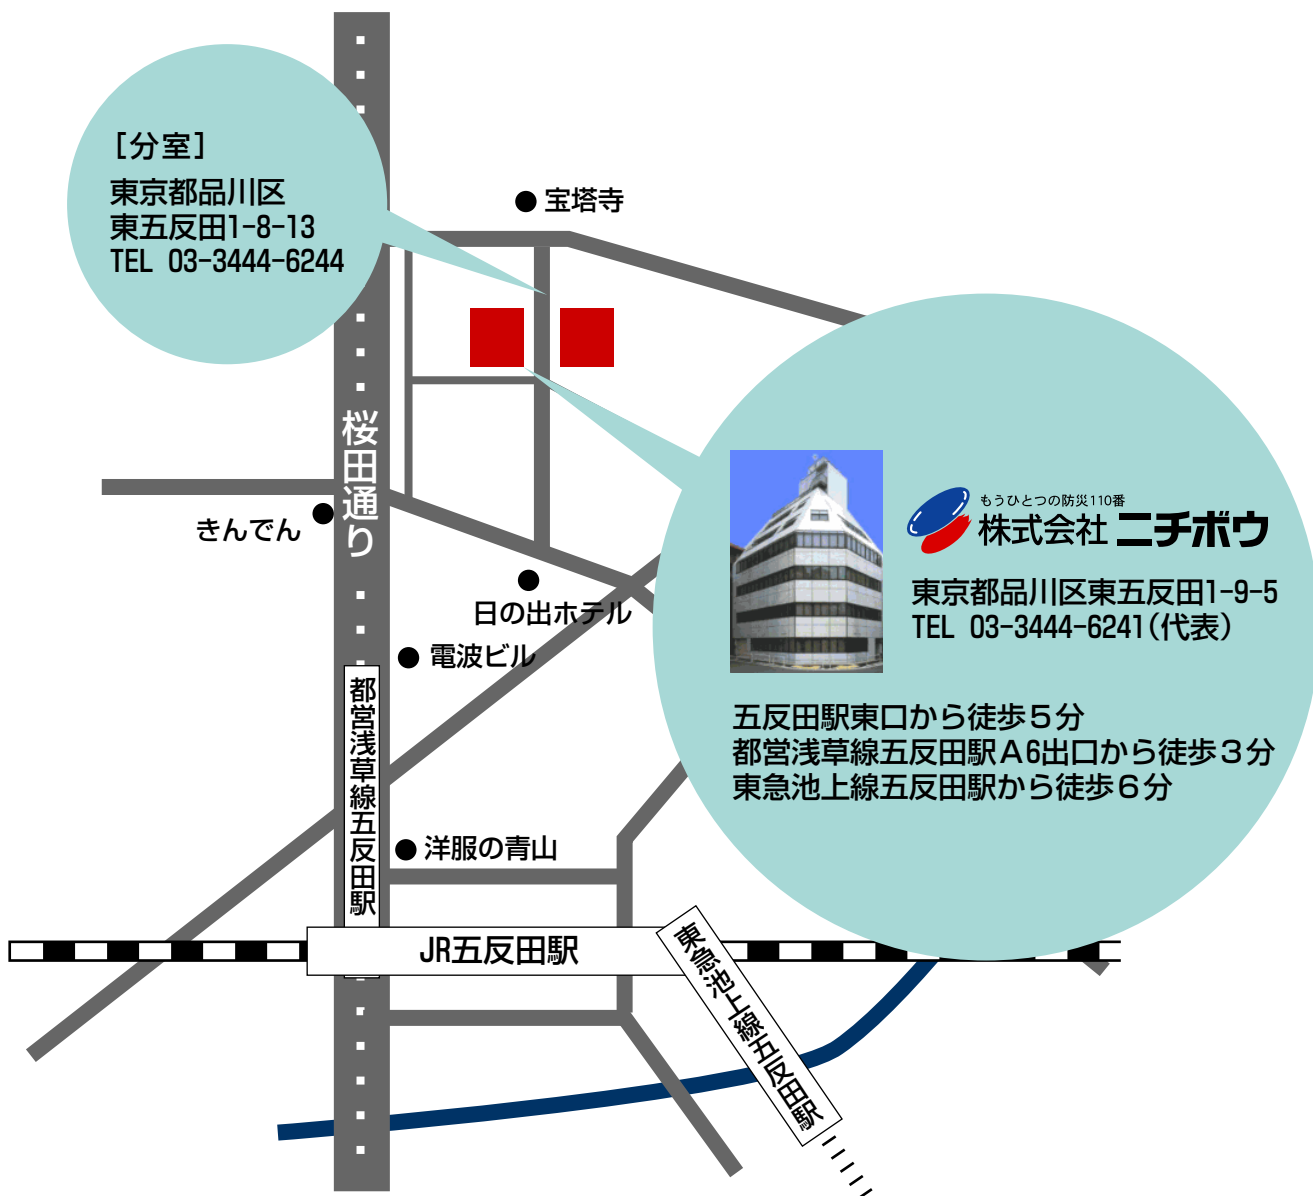 ［分室］
東京都品川区
東五反田1-8-13
TEL 03-3444-6244
宝塔寺
桜田通り
きんでん
日の出ホテル
電波ビル
もうひとつの防災110番
株式会社 ニチボウ
東京都品川区東五反田1-9-5
TEL 03-3444-6241(代表)
五反田駅東口から徒歩５分
都営浅草線五反田駅Ａ6出口から徒歩３分
東急池上線五反田駅から徒歩６分
都営浅草線五反田駅
洋服の青山
JR五反田駅
東急池上線五反田駅